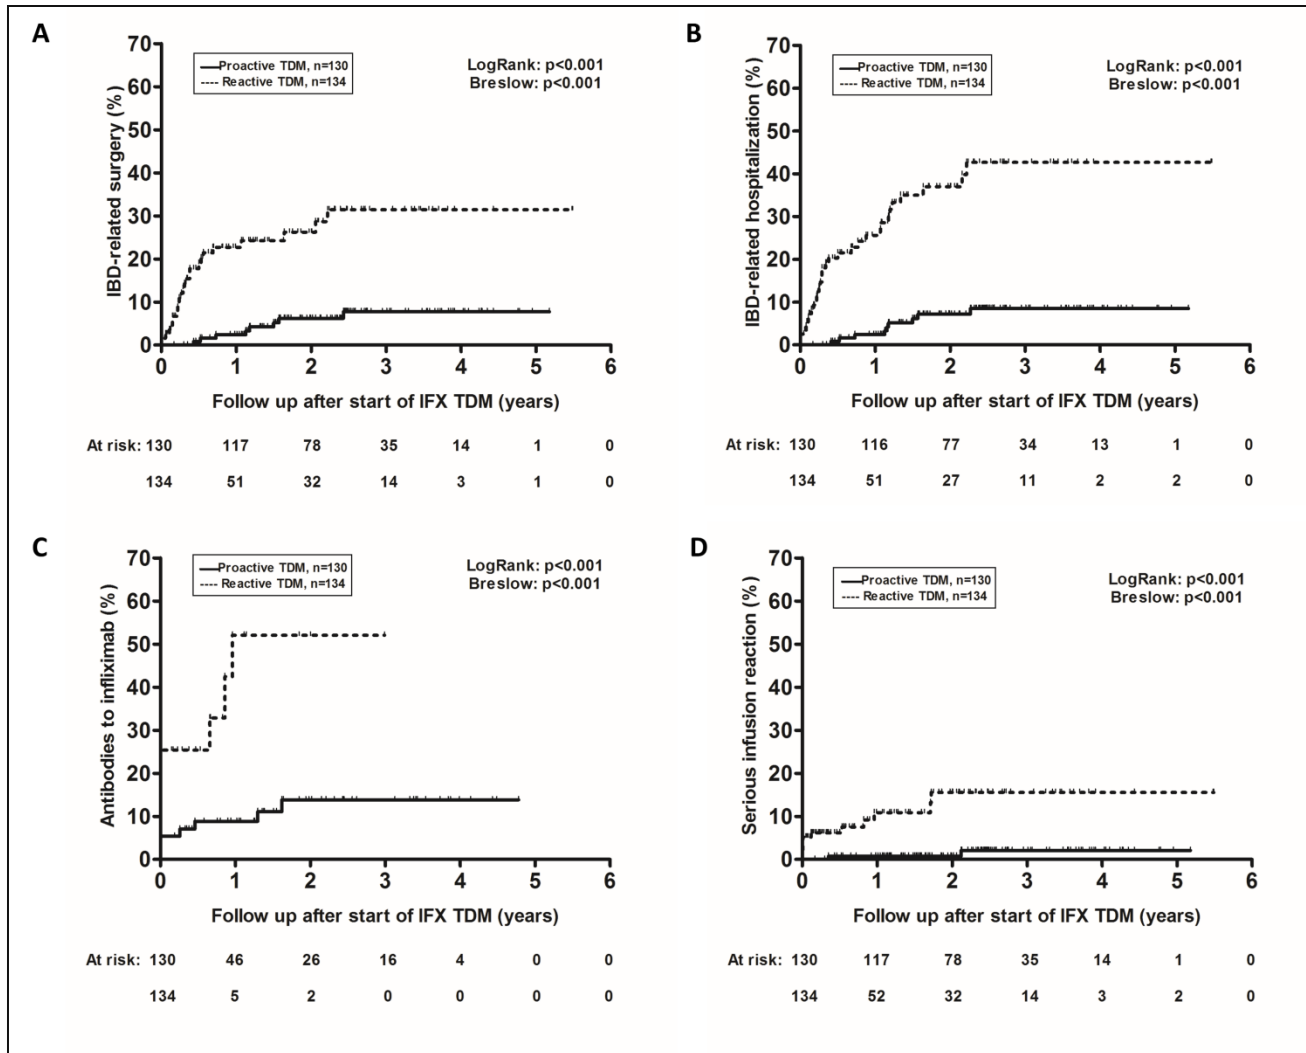 A
70
60
50
40
30
20
10
0
IBD-related surgery (%)
Proactive TDM, n=130
Reactive TDM, n=134
LogRank: p<0.001
Breslow: p<0.001
0 1 2 3 4 5 6
Follow up after start of IFX TDM (years)
At risk: 130 117 78 35 14 1 0
134 51 32 14 3 1 0
B
70
60
50
40
30
20
10
0
IBD-related hospitalization (%)
Proactive TDM, n=130
Reactive TDM, n=134
LogRank: p<0.001
Breslow: p<0.001
0 1 2 3 4 5 6
Follow up after start of IFX TDM (years)
At risk: 130 116 77 34 13 1 0
134 51 27 11 2 2 0
C
70
60
50
40
30
20
10
0
Antibodies to infliximab (%)
Proactive TDM, n=130
Reactive TDM, n=134
LogRank: p<0.001
Breslow: p<0.001
0 1 2 3 4 5 6
Follow up after start of IFX TDM (years)
At risk: 130 46 26 16 4 0 0
134 5 2 0 0 0 0
D
70
60
50
40
30
20
10
0
Serious infusion reaction (%)
Proactive TDM, n=130
Reactive TDM, n=134
LogRank: p<0.001
Breslow: p<0.001
0 1 2 3 4 5 6
Follow up after start of IFX TDM (years)
At risk: 130 117 78 35 14 1 0
134 52 32 14 3 2 0